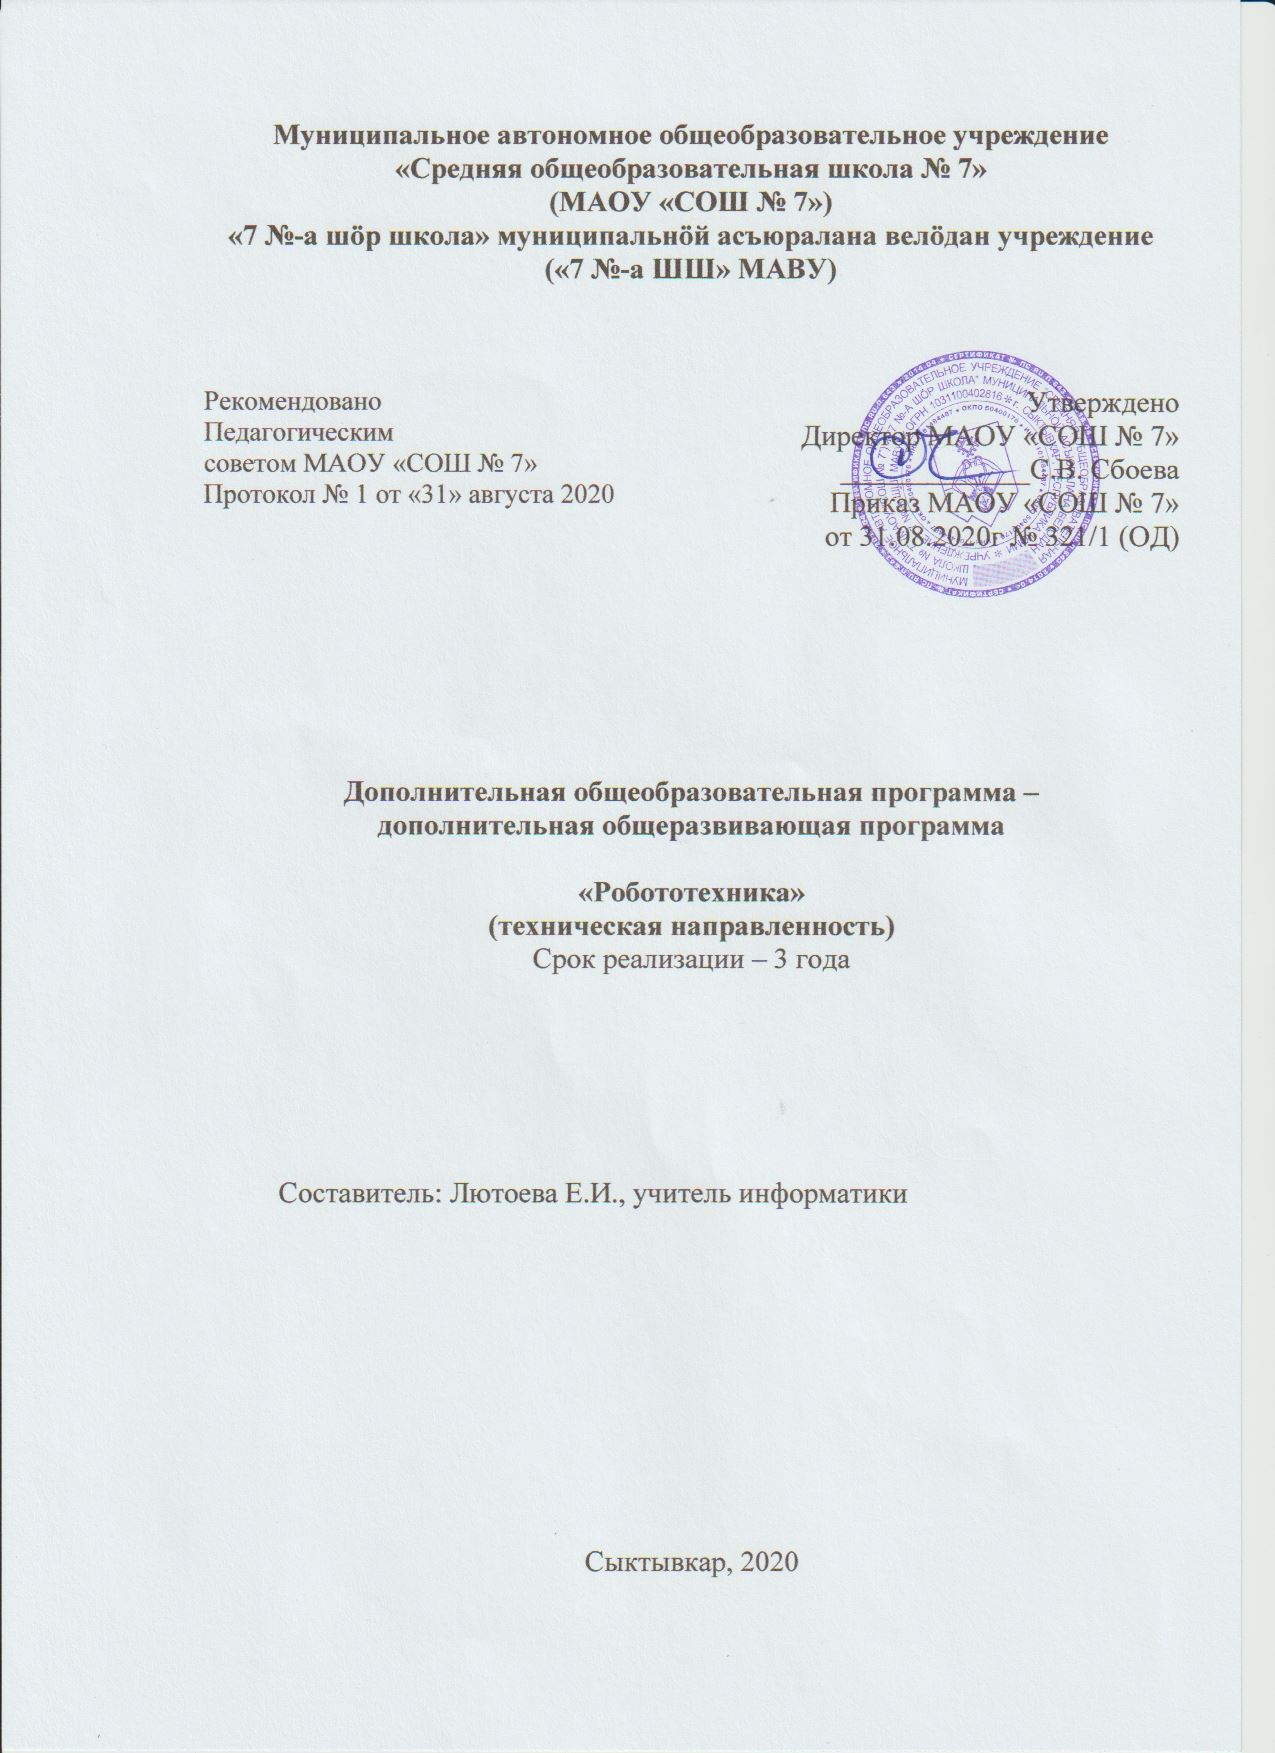 Муниципальное автономное общеобразовательное учреждение
«Средняя общеобразовательная школа № 7»
(МАОУ «СОШ № 7»)
«7 №-а шӧр школа» муниципальнӧй асъюралана велӧдан учреждение
(«7 №-а ШШ» МАВУ)
Рекомендовано
Педагогическим
советом МАОУ «СОШ № 7»
Протокол № 1 от «31» августа 2020
Утверждено
Директор МАОУ «СОШ № 7»
С.В. Сбоева
Приказ МАОУ «СОШ № 7»
от 31.08.2020г № 321/1 (ОД)
Дополнительная общеобразовательная программа –
дополнительная общеразвивающая программа
«Робототехника»
(техническая направленность)
Срок реализации – 3 года
Составитель: Лютоева Е.И., учитель информатики
Сыктывкар, 2020